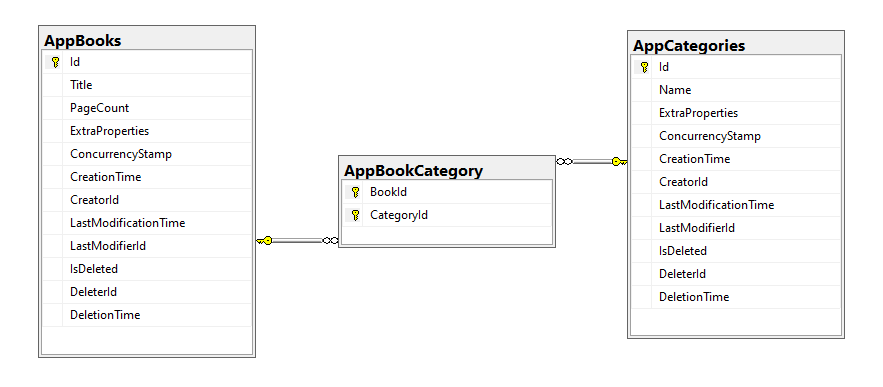 AppBooks
Id
Title
PageCount
ExtraProperties
ConcurrencyStamp
CreationTime
CreatorId
LastModificationTime
LastModifierId
IsDeleted
DeleterId
DeletionTime
AppBookCategory
BookId
CategoryId
AppCategories
Id
Name
ExtraProperties
ConcurrencyStamp
CreationTime
CreatorId
LastModificationTime
LastModifierId
IsDeleted
DeleterId
DeletionTime